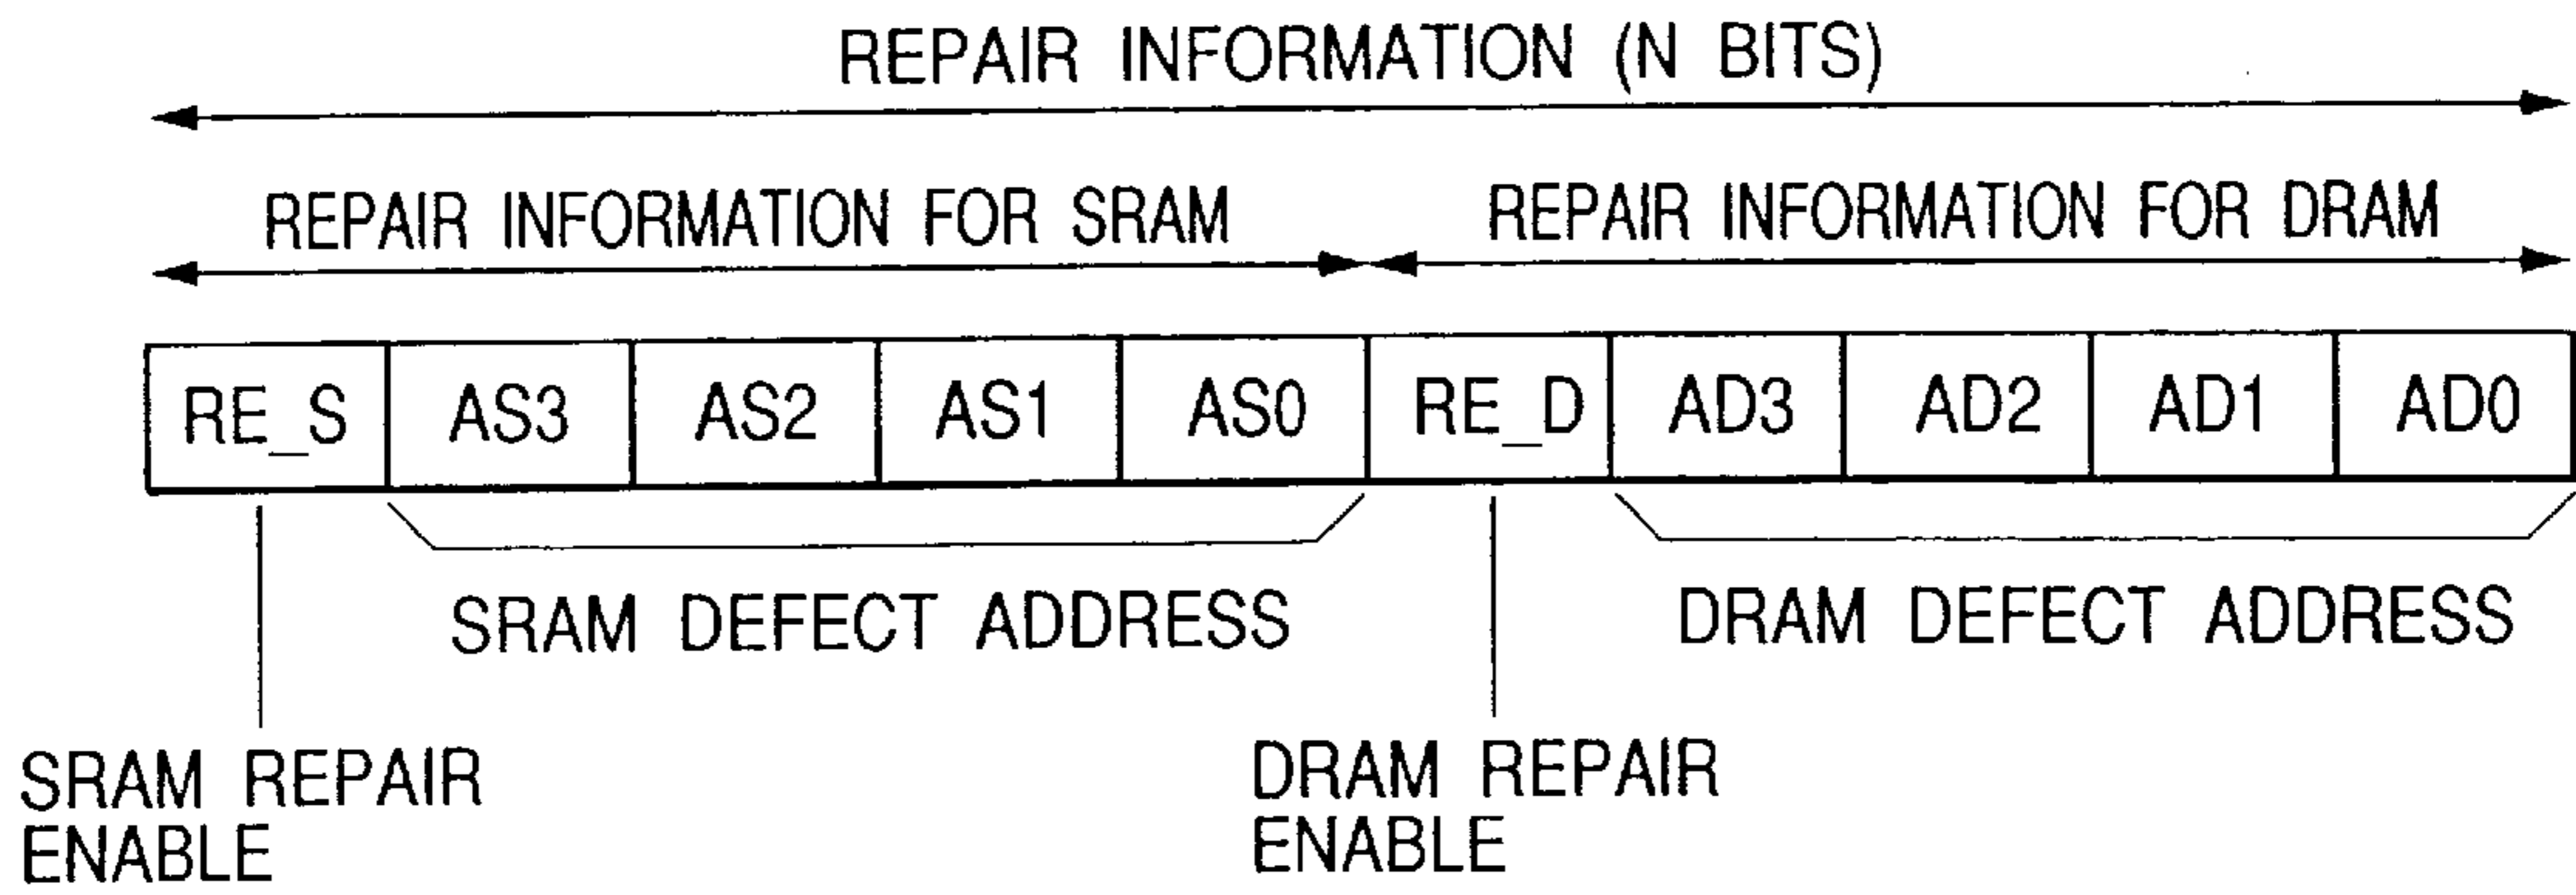 REPAIR INFORMATION (N BITS)
REPAIR INFORMATION FOR SRAM REPAIR INFORMATION FOR DRAM
RE_S AS3 AS2 AS1 AS0 RE_D AD3 AD2 AD1 AD0
SRAM DEFECT ADDRESS DRAM DEFECT ADDRESS
SRAM REPAIR
ENABLE
DRAM REPAIR
ENABLE